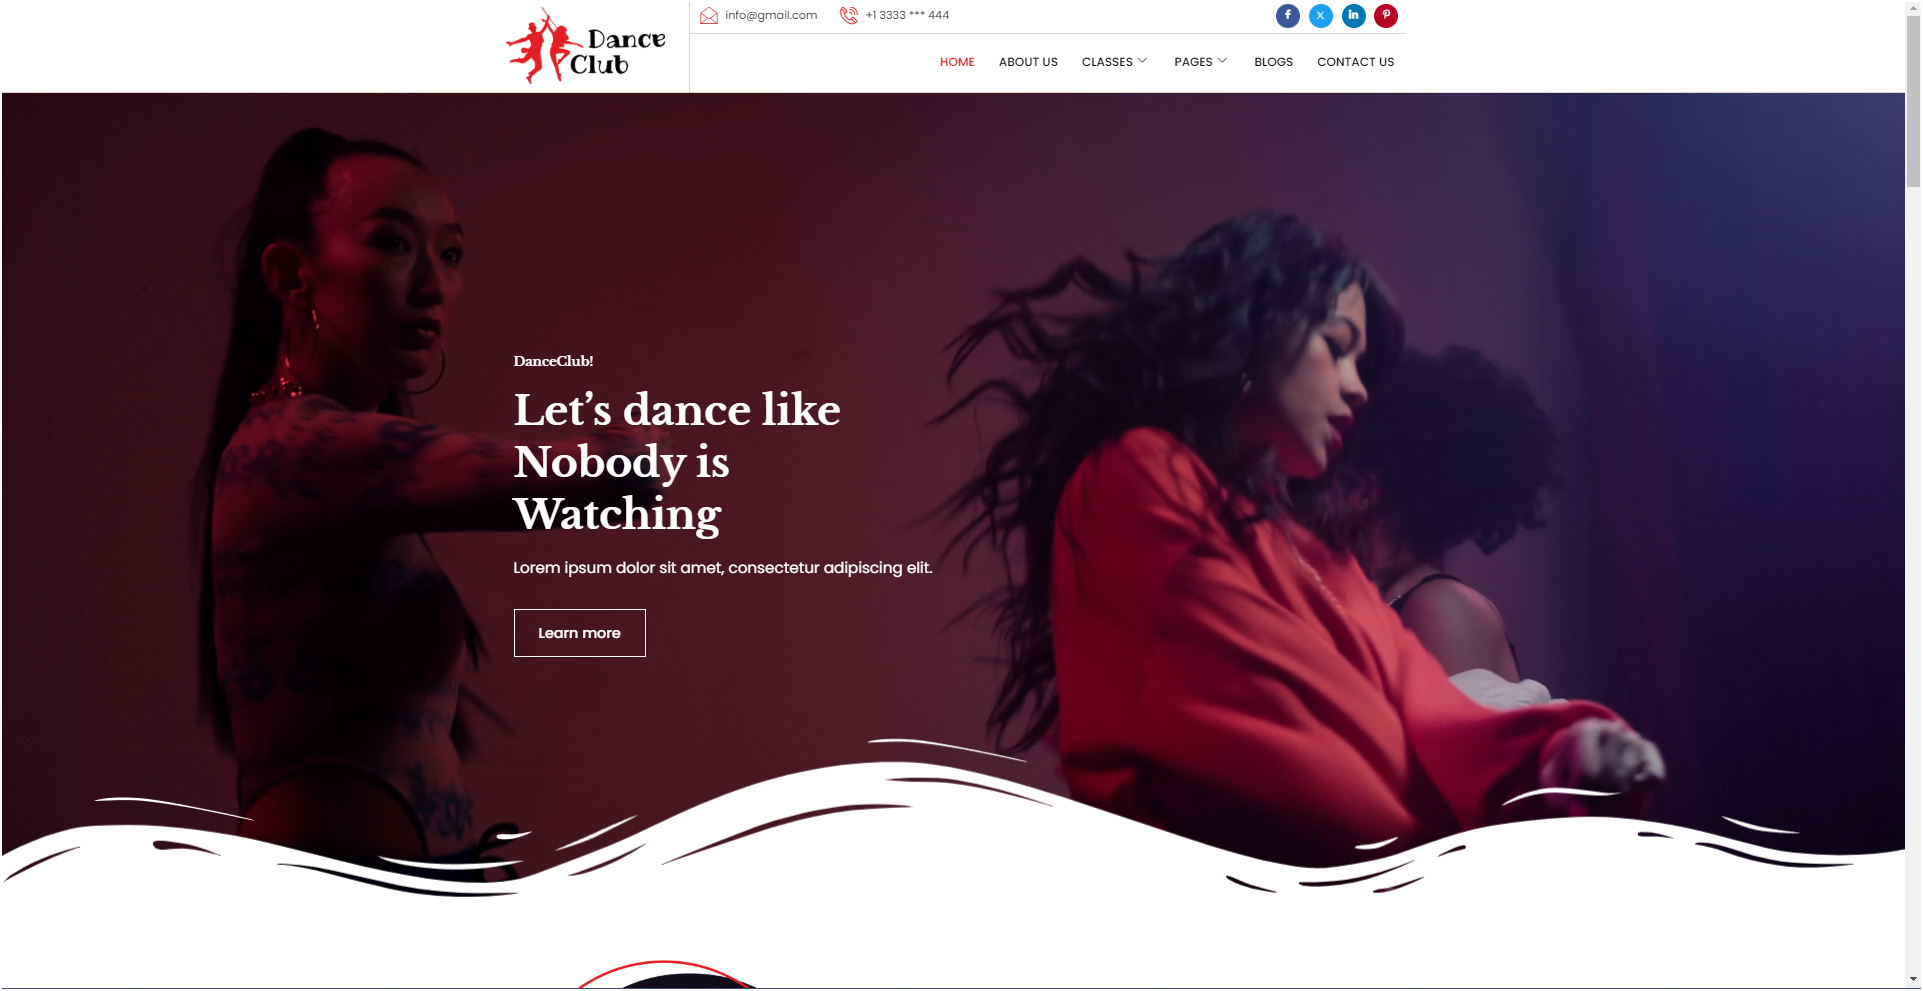 Dance
Club
info@gmail.com
+1 3333 *** 444
HOME
ABOUT US
CLASSES
PAGES
BLOGS
CONTACT US
DanceClub!
Let’s dance like
Nobody is
Watching
Lorem ipsum dolor sit amet, consectetur adipiscing elit.
Learn more